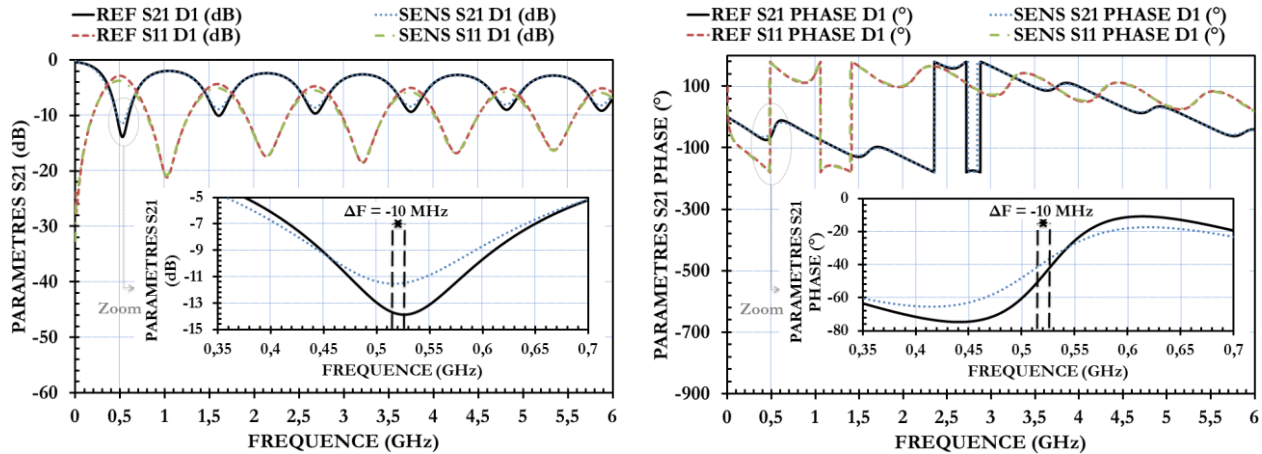 REF S21 D1 (dB) SENS S21 D1 (dB)
REF S11 D1 (dB) SENS S11 D1 (dB)
0
-10
-20
-30
-40
-50
-60
PARAMETRES S21 (dB)
0 0,5 1 1,5 2 2,5 3 3,5 4 4,5 5 5,5 6
FREQUENCE (GHz)
Zoom
-5
-7
-9
-11
-13
-15
PARAMETRES S21
(dB)
ΔF = -10 MHz
0,35 0,4 0,45 0,5 0,55 0,6 0,65 0,7
FREQUENCE (GHz)
REF S21 PHASE D1 (°) SENS S21 PHASE D1 (°)
REF S11 PHASE D1 (°) SENS S11 PHASE D1 (°)
100
-100
-300
-500
-700
-900
PARAMETRES S21 PHASE (°)
0 0,5 1 1,5 2 2,5 3 3,5 4 4,5 5 5,5 6
FREQUENCE (GHz)
Zoom
0
-20
-40
-60
-80
PARAMETRES S21
PHASE (°)
ΔF = -10 MHz
0,35 0,4 0,45 0,5 0,55 0,6 0,65 0,7
FREQUENCE (GHz)